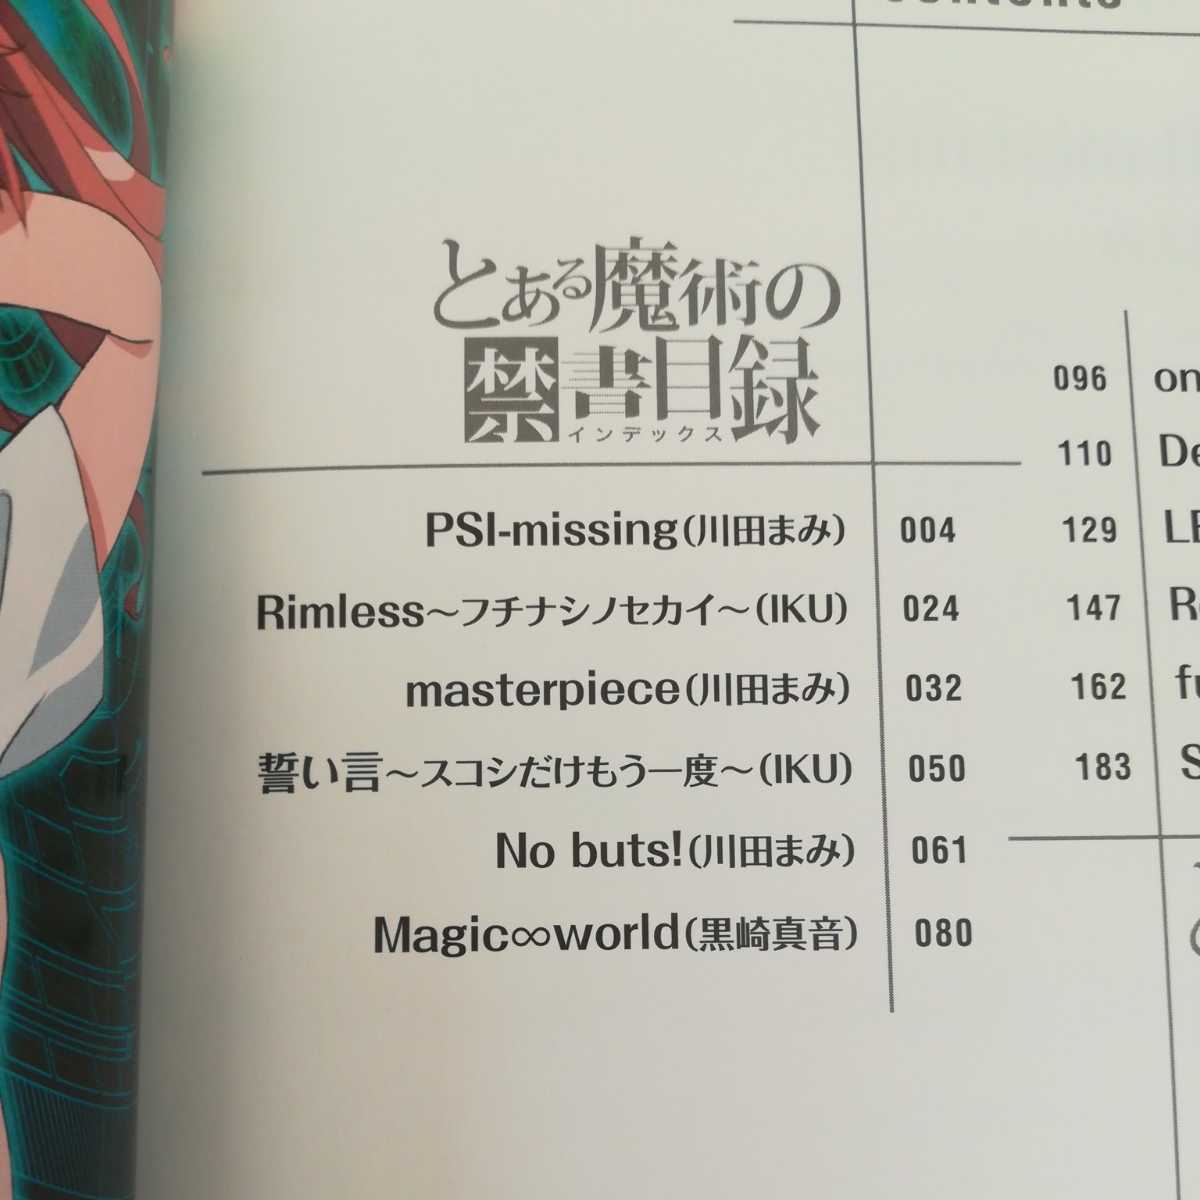 contents
とある魔術の
禁書目録
インデックス
PSI-missing(川田まみ) 004
Rimless～フチナシノセカイ～(IKU) 024
masterpiece(川田まみ) 032
誓い言～スコシだけもう一度～(IKU) 050
No buts!(川田まみ) 061
Magic∞world(黒崎真音) 080
096 on
110 De
129
147
162
183 S